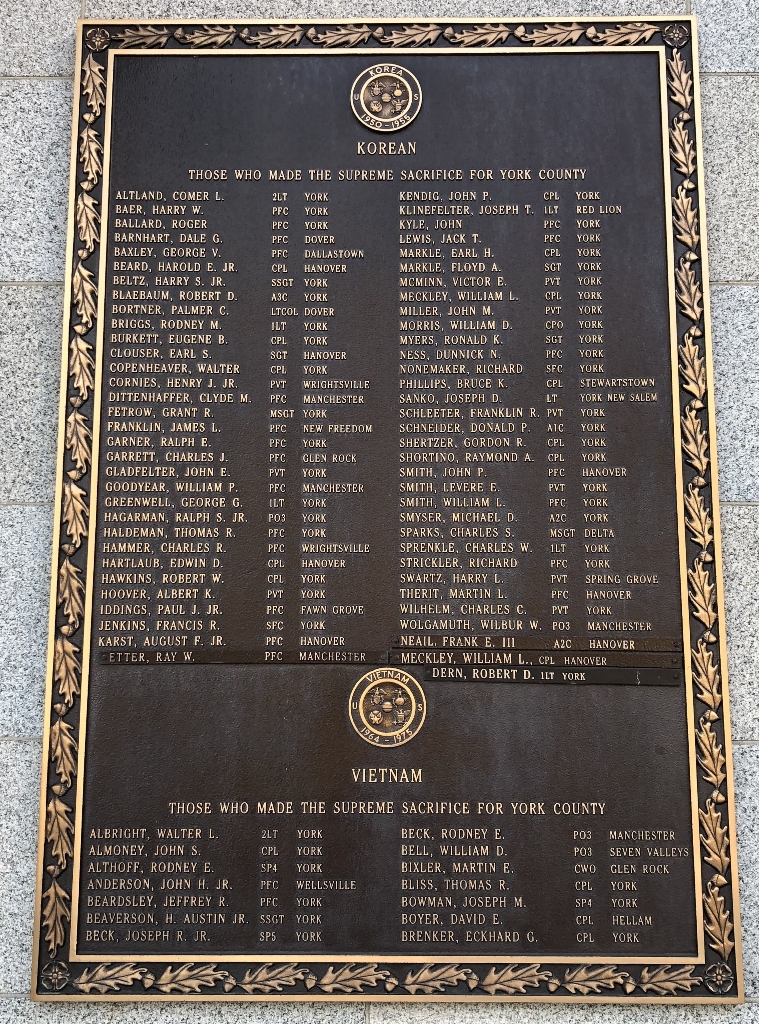 KOREA
U S
1950 - 1955
KOREAN
THOSE WHO MADE THE SUPREME SACRIFICE FOR YORK COUNTY
ALTLAND, COMER L. 2LT YORK
BAER, HARRY W. PFC YORK
BALLARD, ROGER PFC YORK
BARNHART, DALE G. PFC DOVER
BAXLEY, GEORGE V. PFC DALLASTOWN
BEARD, HAROLD E. JR. CPL HANOVER
BELTZ, HARRY S. JR. SSGT YORK
BLAEBAUM, ROBERT D. A3C YORK
BORTNER, PALMER C. LTCOL DOVER
BRIGGS, RODNEY M. 1LT YORK
BURKETT, EUGENE B. CPL YORK
CLOUSER, EARL S. SGT HANOVER
COPENHEAVER, WALTER CPL YORK
CORNIES, HENRY J. JR. PVT WRIGHTSVILLE
DITTENHAFFER, CLYDE M. PFC MANCHESTER
FETROW, GRANT R. MSGT YORK
FRANKLIN, JAMES L. PFC NEW FREEDOM
GARNER, RALPH E. PFC YORK
GARRETT, CHARLES J. PFC GLEN ROCK
GLADFELTER, JOHN E. PVT YORK
GOODYEAR, WILLIAM P. PFC MANCHESTER
GREENWELL, GEORGE G. 1LT YORK
HAGARMAN, RALPH S. JR. PO3 YORK
HALDEMAN, THOMAS R. PFC YORK
HAMMER, CHARLES R. PFC WRIGHTSVILLE
HARTLAUB, EDWIN D. CPL HANOVER
HAWKINS, ROBERT W. CPL YORK
HOOVER, ALBERT K. PVT YORK
IDDINGS, PAUL J. JR. PFC FAWN GROVE
JENKINS, FRANCIS R. SFC YORK
KARST, AUGUST F. JR. PFC HANOVER
ETTER, RAY W. PFC MANCHESTER
KENDIG, JOHN P. CPL YORK
KLINEFELTER, JOSEPH T. 1LT RED LION
KYLE, JOHN PFC YORK
LEWIS, JACK T. PFC YORK
MARKLE, EARL H. CPL YORK
MARKLE, FLOYD A. SGT YORK
MCMINN, VICTOR E. PVT YORK
MECKLEY, WILLIAM L. CPL YORK
MILLER, JOHN M. PVT YORK
MORRIS, WILLIAM D. CPO YORK
MYERS, RONALD K. SGT YORK
NESS, DUNNICK N. PFC YORK
NONEMAKER, RICHARD SFC YORK
PHILLIPS, BRUCE K. CPL STEWARTSTOWN
SANKO, JOSEPH D. LT YORK NEW SALEM
SCHLEETER, FRANKLIN R. PVT YORK
SCHNEIDER, DONALD P. A1C YORK
SHERTZER, GORDON R. CPL YORK
SHORTINO, RAYMOND A. CPL YORK
SMITH, JOHN P. PFC HANOVER
SMITH, LEVERE E. PVT YORK
SMITH, WILLIAM L. PFC YORK
SMYSER, MICHAEL D. A2C YORK
SPARKS, CHARLES S. MSGT DELTA
SPRENKLE, CHARLES W. 1LT YORK
STRICKLER, RICHARD PFC YORK
SWARTZ, HARRY L. PVT SPRING GROVE
THERIT, MARTIN L. PFC HANOVER
WILHELM, CHARLES C. PVT YORK
WOLGAMUTH, WILBUR W. PO3 MANCHESTER
NEAIL, FRANK E. III A2C HANOVER
MECKLEY, WILLIAM L., CPL HANOVER
DERN, ROBERT D. 1LT YORK
VIETNAM
U S
1964 - 1975
VIETNAM
THOSE WHO MADE THE SUPREME SACRIFICE FOR YORK COUNTY
ALBRIGHT, WALTER L. 2LT YORK
ALMONEY, JOHN S. CPL YORK
ALTHOFF, RODNEY E. SP4 YORK
ANDERSON, JOHN H. JR. PFC WELLSVILLE
BEARDSLEY, JEFFREY R. PFC YORK
BEAVERSON, H. AUSTIN JR. SSGT YORK
BECK, JOSEPH R. JR. SP5 YORK
BECK, RODNEY E. PO3 MANCHESTER
BELL, WILLIAM D. PO3 SEVEN VALLEYS
BIXLER, MARTIN E. CWO GLEN ROCK
BLISS, THOMAS R. CPL YORK
BOWMAN, JOSEPH M. SP4 YORK
BOYER, DAVID E. CPL HELLAM
BRENKER, ECKHARD G. CPL YORK